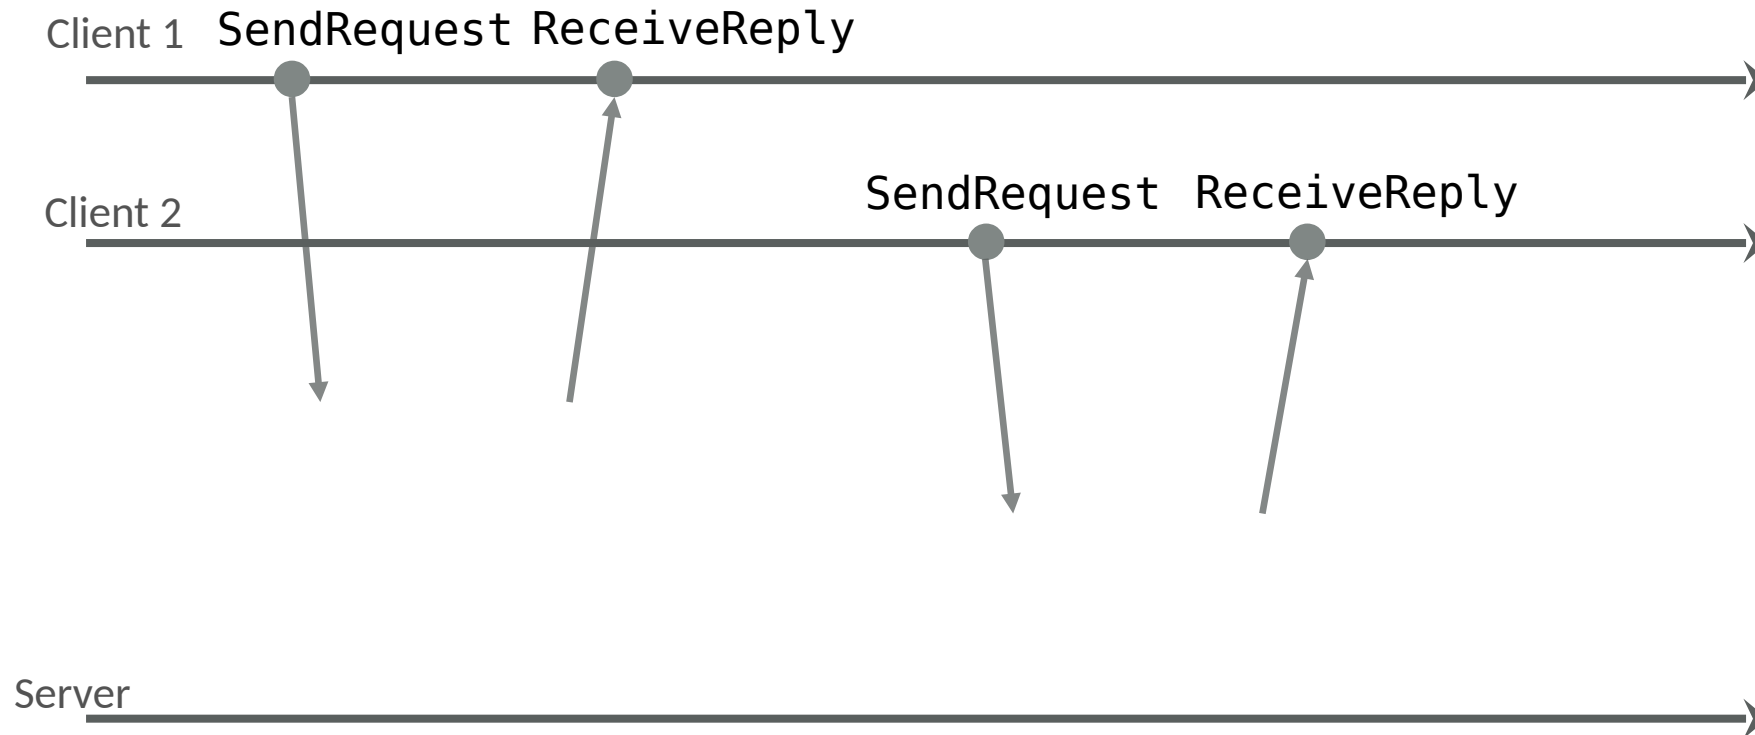 Client 1 SendRequest ReceiveReply
SendRequest ReceiveReply
Client 2
Server